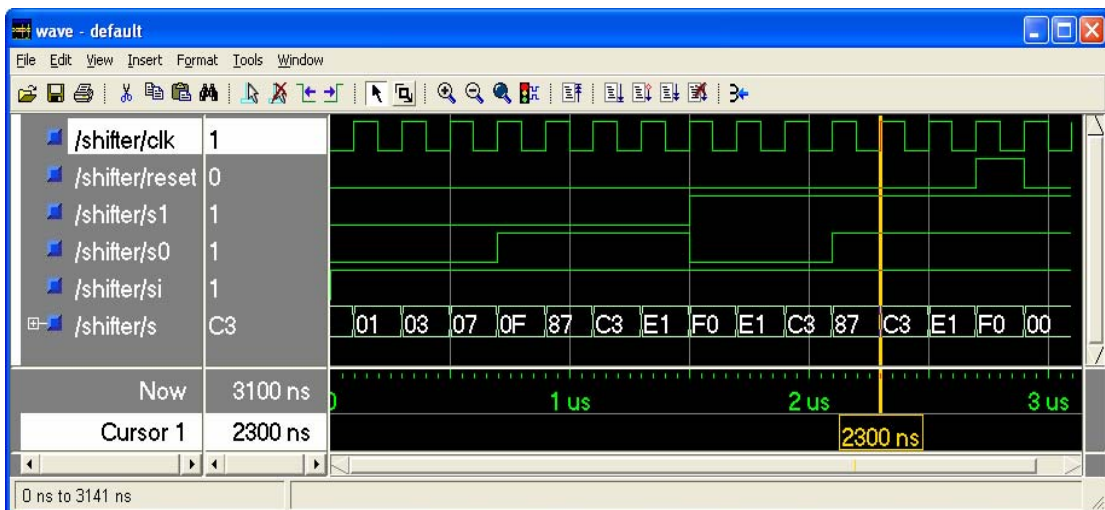 wave - default
File Edit View Insert Format Tools Window
/shifter/clk 1
/shifter/reset 0
/shifter/s1 1
/shifter/s0 1
/shifter/si 1
/shifter/s C3 01 03 07 0F 87 C3 E1 F0 E1 C3 87 C3 E1 F0 00
Now 3100 ns 0 1 us 2 us 3 us
Cursor 1 2300 ns 2300 ns
0 ns to 3141 ns